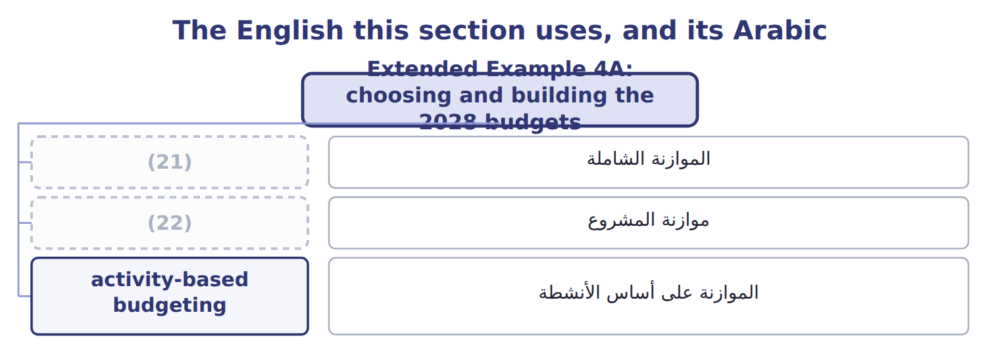 The English this section uses, and its Arabic
Extended Example 4A:
choosing and building the
2028 budgets
(21)
الموازنة الشاملة
(22)
موازنة المشروع
activity-based
budgeting
الموازنة على أساس الأنشطة